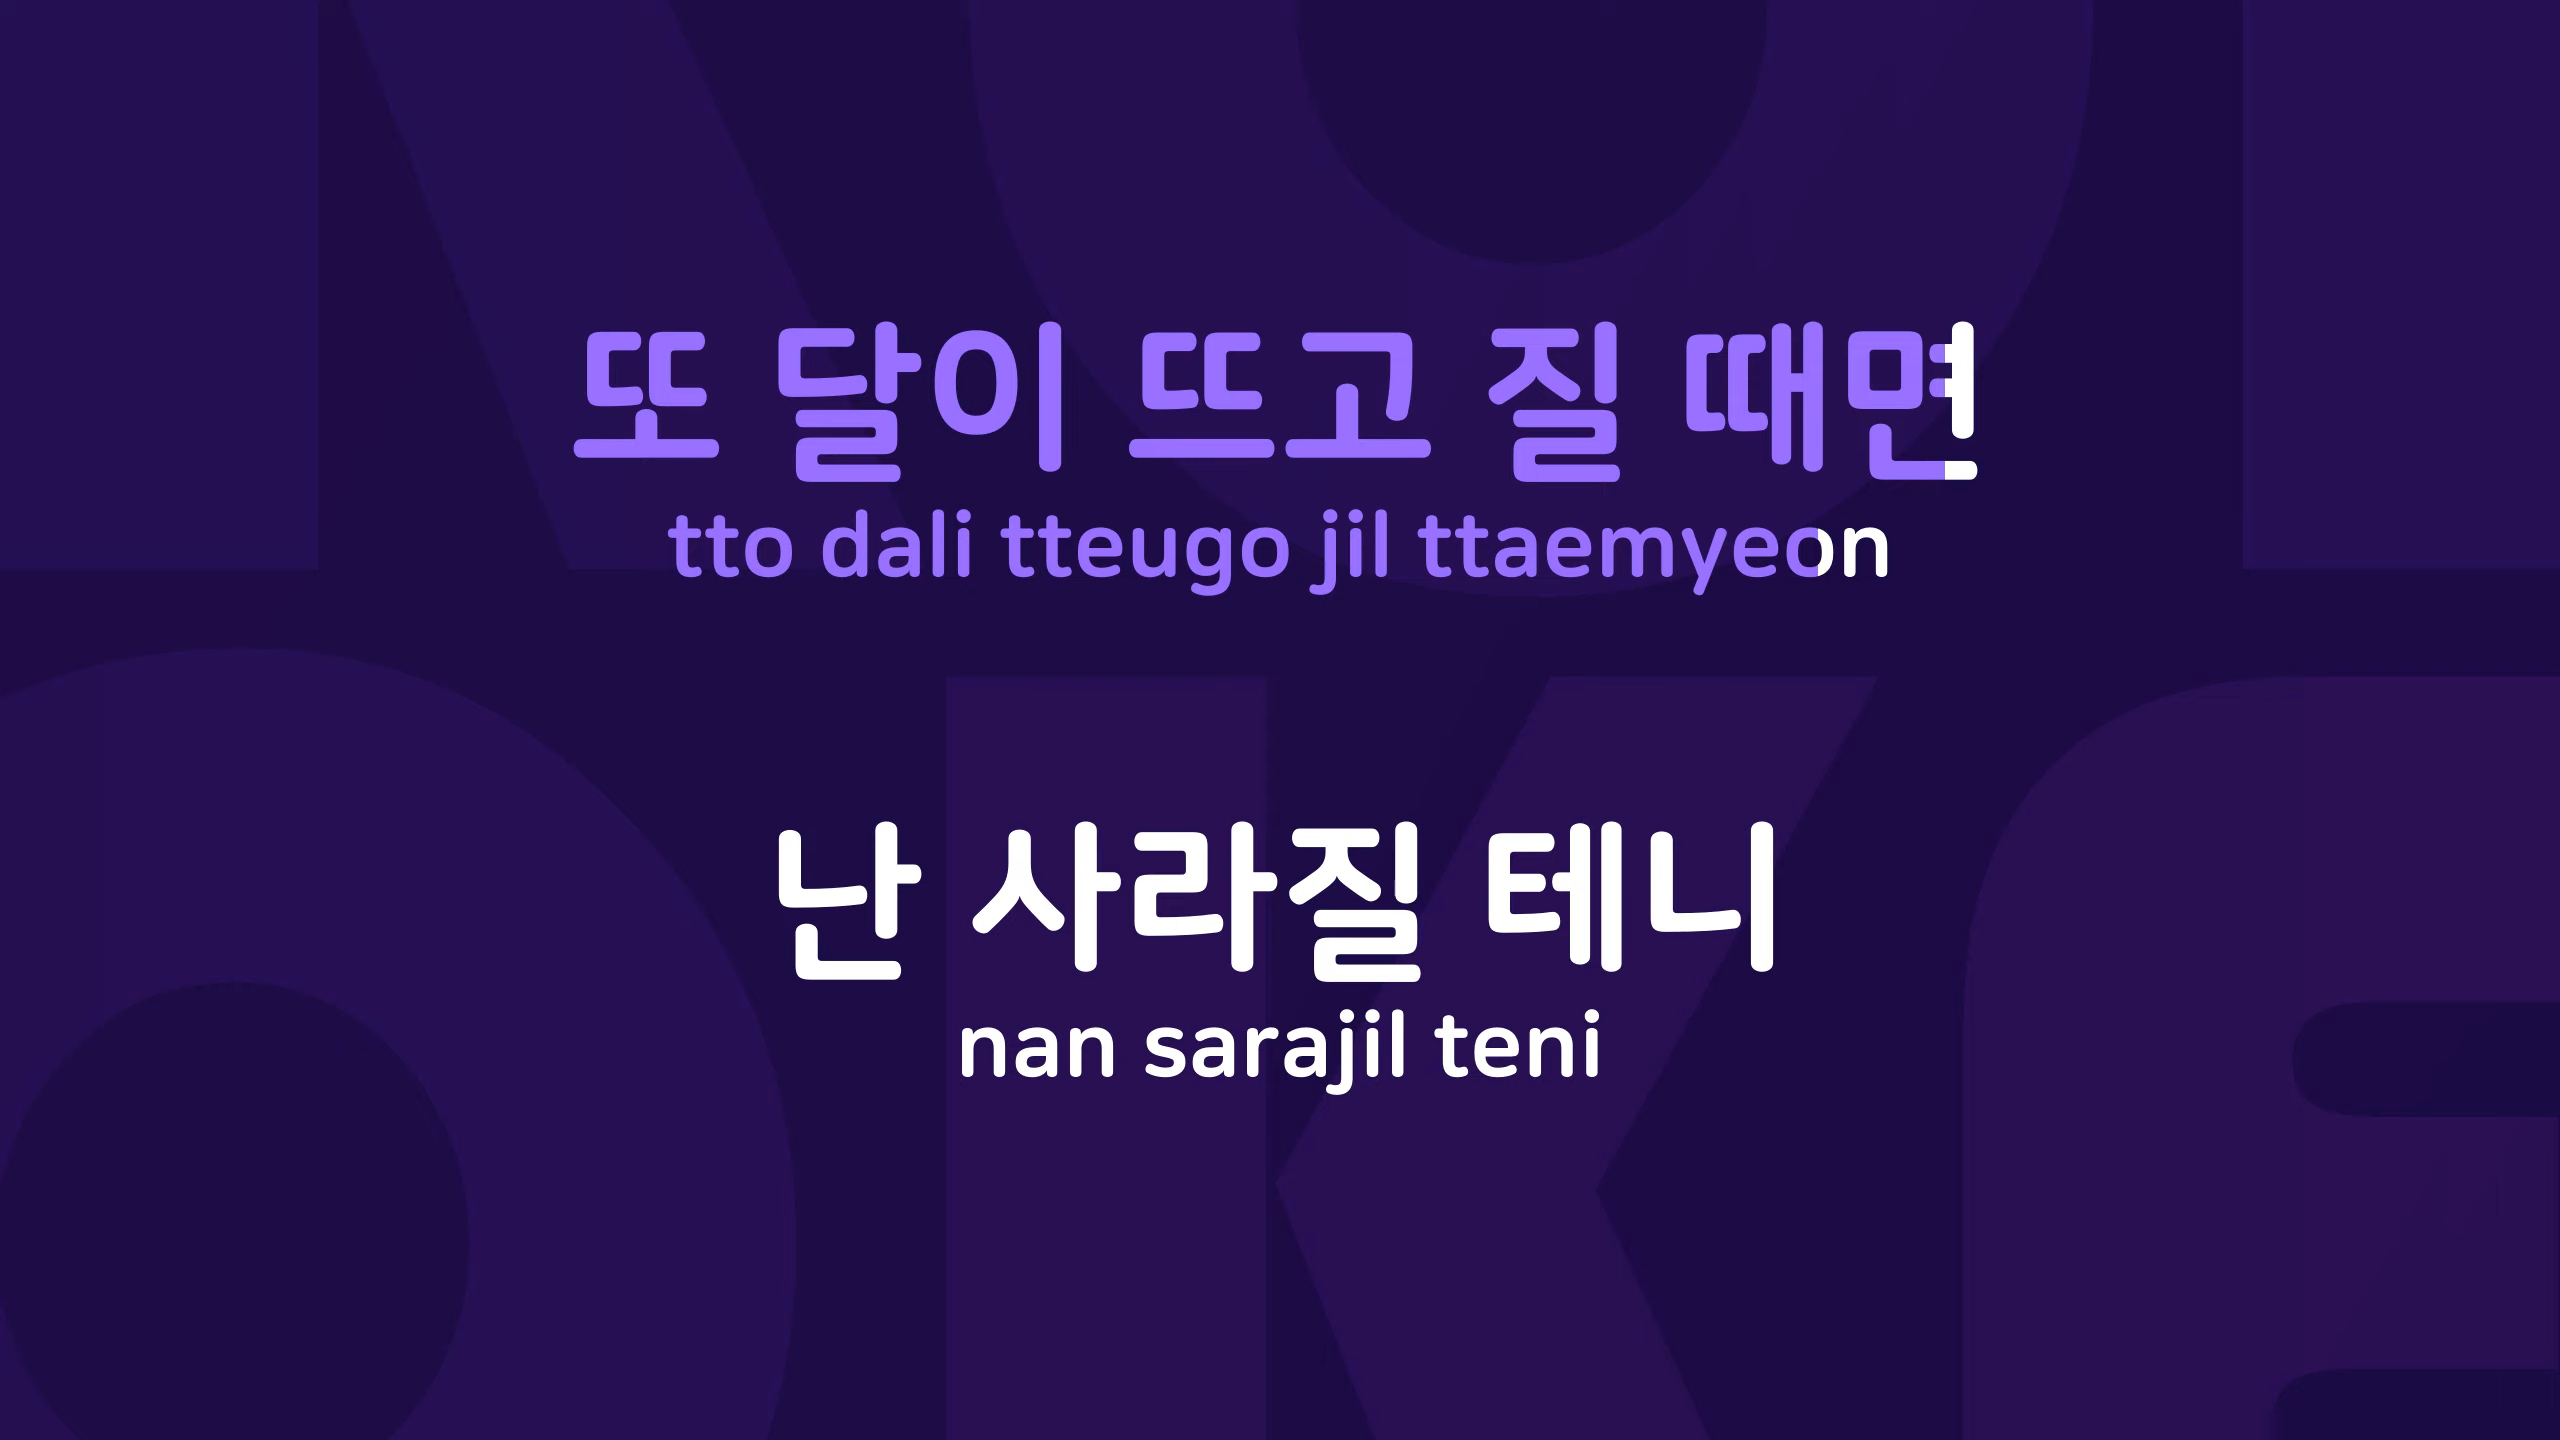 또 달이 뜨고 질 때면
tto dali tteugo jil ttaemyeon
난 사라질 테니
nan sarajil teni